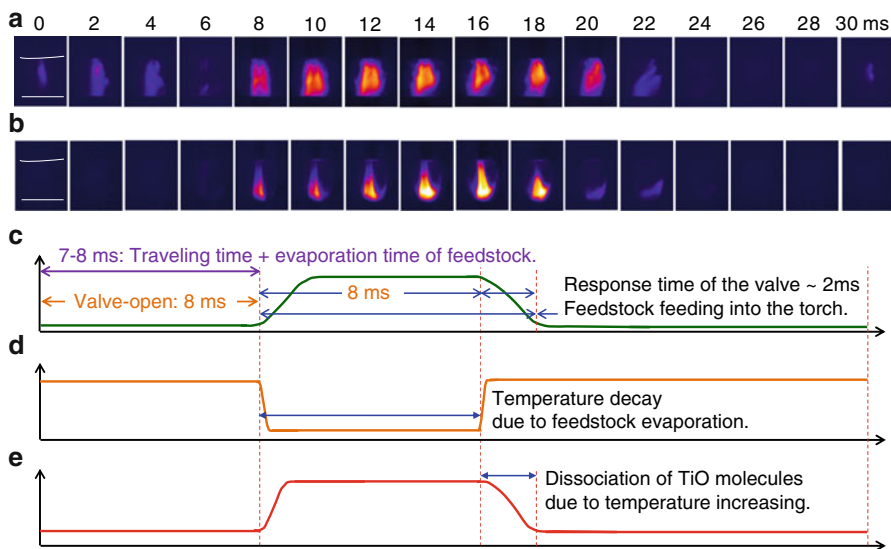 a 0 2 4 6 8 10 12 14 16 18 20 22 24 26 28 30 ms
b
c
7-8 ms: Traveling time + evaporation time of feedstock.
Valve-open: 8 ms
8 ms
Response time of the valve ~ 2ms
Feedstock feeding into the torch.
d
Temperature decay
due to feedstock evaporation.
e
Dissociation of TiO molecules
due to temperature increasing.